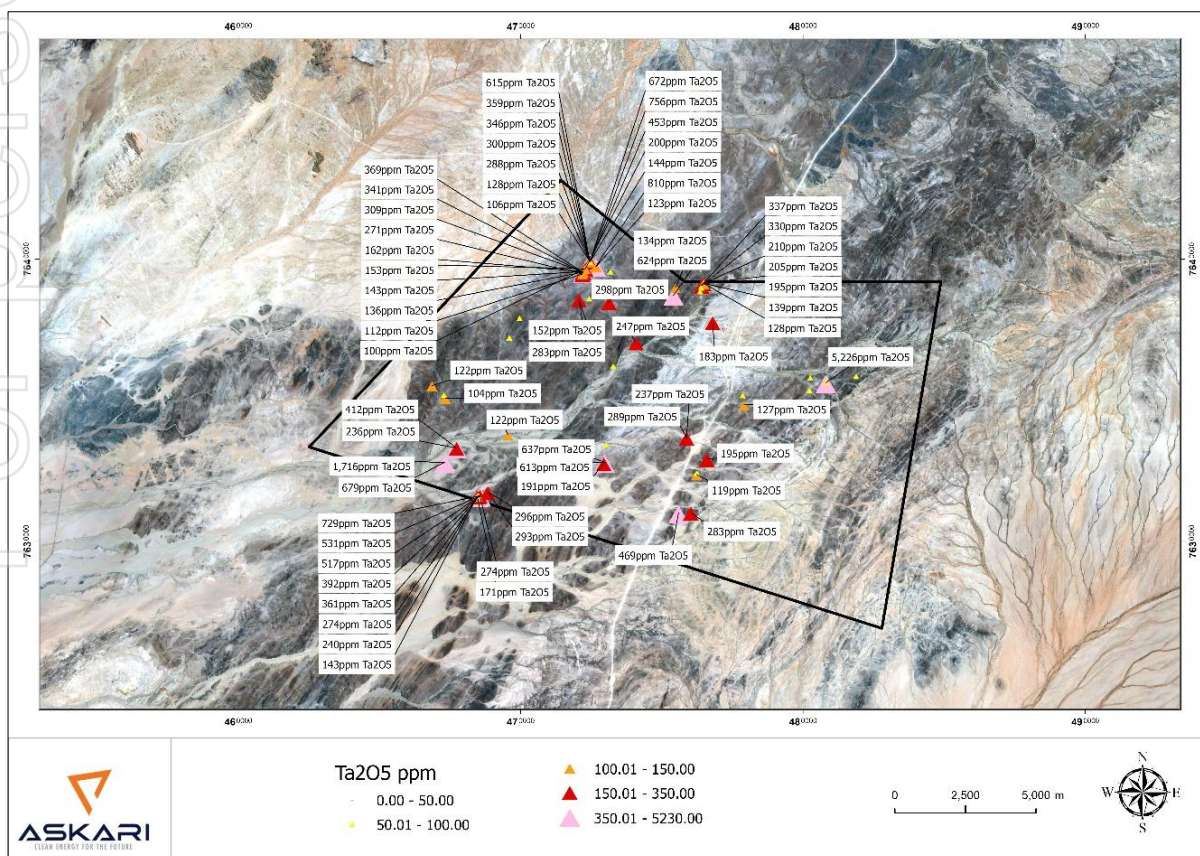 46⁰⁰⁰⁰
47⁰⁰⁰⁰
48⁰⁰⁰⁰
49⁰⁰⁰⁰
615ppm Ta2O5
359ppm Ta2O5
346ppm Ta2O5
300ppm Ta2O5
288ppm Ta2O5
128ppm Ta2O5
106ppm Ta2O5
672ppm Ta2O5
756ppm Ta2O5
453ppm Ta2O5
200ppm Ta2O5
144ppm Ta2O5
810ppm Ta2O5
123ppm Ta2O5
369ppm Ta2O5
341ppm Ta2O5
309ppm Ta2O5
271ppm Ta2O5
162ppm Ta2O5
153ppm Ta2O5
143ppm Ta2O5
136ppm Ta2O5
112ppm Ta2O5
100ppm Ta2O5
134ppm Ta2O5
624ppm Ta2O5
298ppm Ta2O5
337ppm Ta2O5
330ppm Ta2O5
210ppm Ta2O5
205ppm Ta2O5
195ppm Ta2O5
139ppm Ta2O5
128ppm Ta2O5
764⁰⁰⁰⁰
764⁰⁰⁰⁰
152ppm Ta2O5
247ppm Ta2O5
283ppm Ta2O5
183ppm Ta2O5
5,226ppm Ta2O5
122ppm Ta2O5
104ppm Ta2O5
237ppm Ta2O5
412ppm Ta2O5
236ppm Ta2O5
122ppm Ta2O5
289ppm Ta2O5
127ppm Ta2O5
637ppm Ta2O5
613ppm Ta2O5
191ppm Ta2O5
195ppm Ta2O5
1,716ppm Ta2O5
679ppm Ta2O5
119ppm Ta2O5
296ppm Ta2O5
293ppm Ta2O5
283ppm Ta2O5
469ppm Ta2O5
274ppm Ta2O5
171ppm Ta2O5
729ppm Ta2O5
531ppm Ta2O5
517ppm Ta2O5
392ppm Ta2O5
361ppm Ta2O5
274ppm Ta2O5
240ppm Ta2O5
143ppm Ta2O5
763⁰⁰⁰⁰
763⁰⁰⁰⁰
46⁰⁰⁰⁰
47⁰⁰⁰⁰
48⁰⁰⁰⁰
49⁰⁰⁰⁰
ASKARI
CLEAN ENERGY FOR THE FUTURE
Ta2O5 ppm
0.00 - 50.00
50.01 - 100.00
100.01 - 150.00
150.01 - 350.00
350.01 - 5230.00
0 2,500 5,000 m
N
W E
S